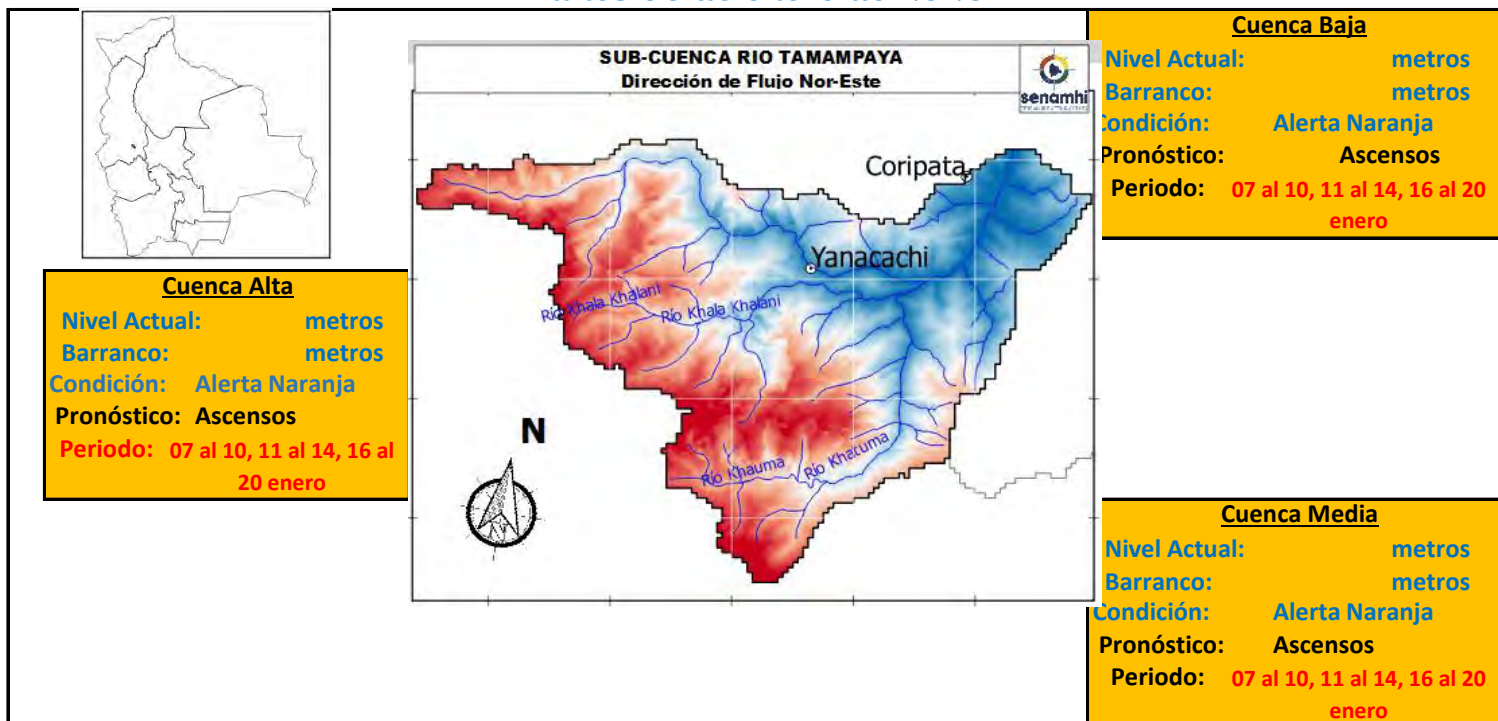 SUB-CUENCA RIO TAMAMPAYA
Dirección de Flujo Nor-Este
senamhi
Coripata
Yanacachi
Río Khala Khalani
Río Khala Khalani
Río Khauma
Río Khatuma
N
Cuenca Baja
Nivel Actual: metros
Barranco: metros
Condición: Alerta Naranja
Pronóstico: Ascensos
Periodo: 07 al 10, 11 al 14, 16 al 20
enero
Cuenca Alta
Nivel Actual: metros
Barranco: metros
Condición: Alerta Naranja
Pronóstico: Ascensos
Periodo: 07 al 10, 11 al 14, 16 al
20 enero
Cuenca Media
Nivel Actual: metros
Barranco: metros
Condición: Alerta Naranja
Pronóstico: Ascensos
Periodo: 07 al 10, 11 al 14, 16 al 20
enero